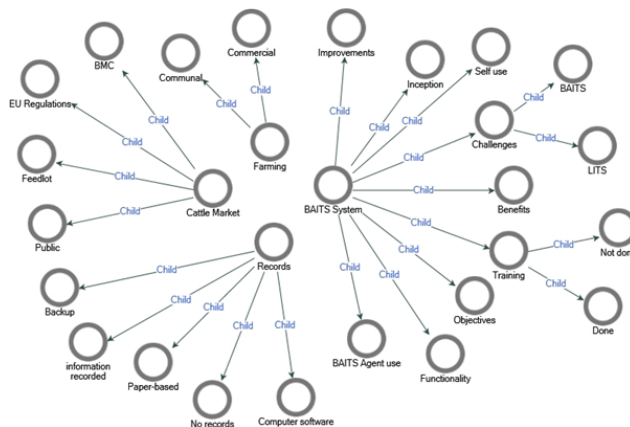 Commercial
Improvements
BMC
Communal
Inception
Self use
BAITS
EU Regulations
Child
Child
Child
Child
Child
Child
Child
Child
Child
Challenges
Child
LITS
Farming
Feedlot
Child
Child
Child
Cattle Market
BAITS System
Child
Benefits
Public
Child
Child
Records
Training
Child
Not don
Child
Child
Child
Child
Child
Backup
Child
Child
Child
Child
Objectives
Done
information
recorded
BAITS Agent use
Functionality
Paper-based
No records
Computer software